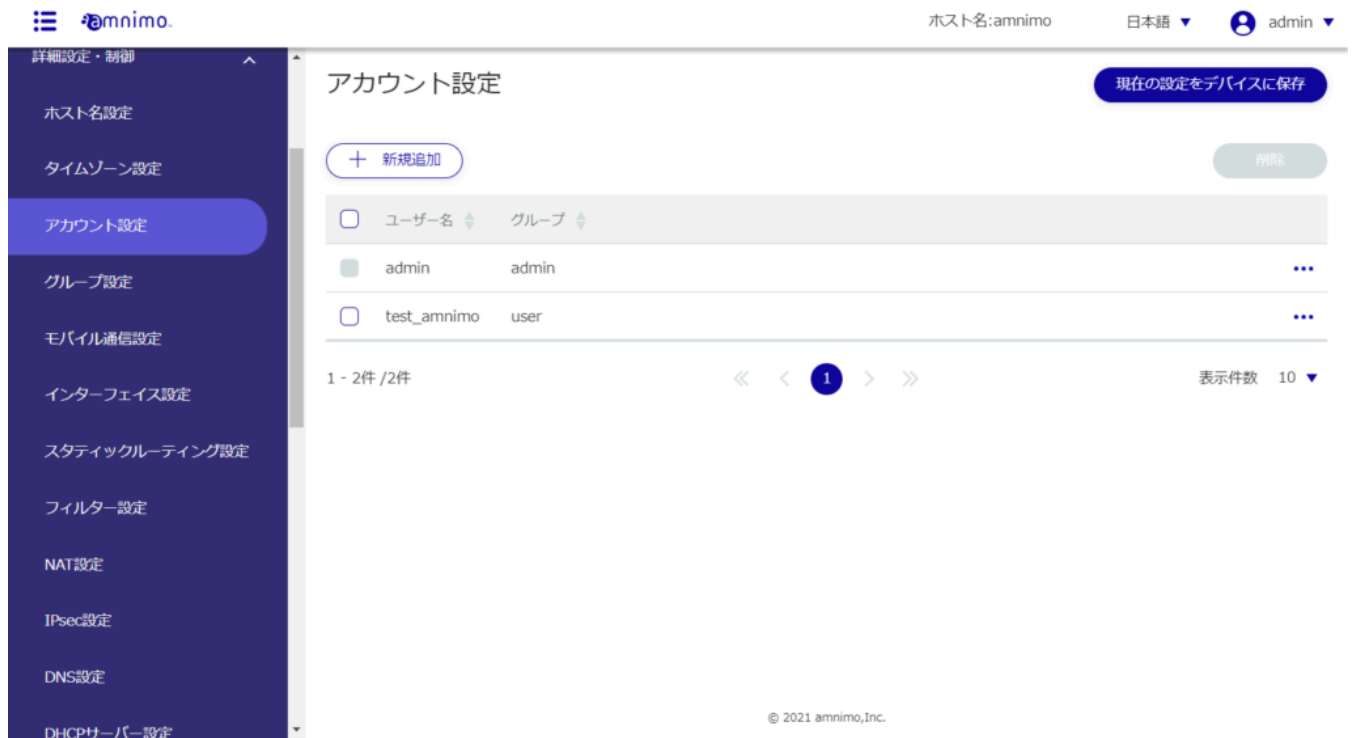 amnimo
ホスト名:amnimo
日本語 ▼
admin ▼
詳細設定・制御
ホスト名設定
タイムゾーン設定
アカウント設定
グループ設定
モバイル通信設定
インターフェイス設定
スタティックルーティング設定
フィルター設定
NAT設定
IPsec設定
DNS設定
DHCPサーバー設定
アカウント設定
現在の設定をデバイスに保存
+ 新規追加
削除
ユーザー名 グループ
admin admin
test_amnimo user
1 - 2件 /2件
1
表示件数 10 ▼
© 2021 amnimo,Inc.